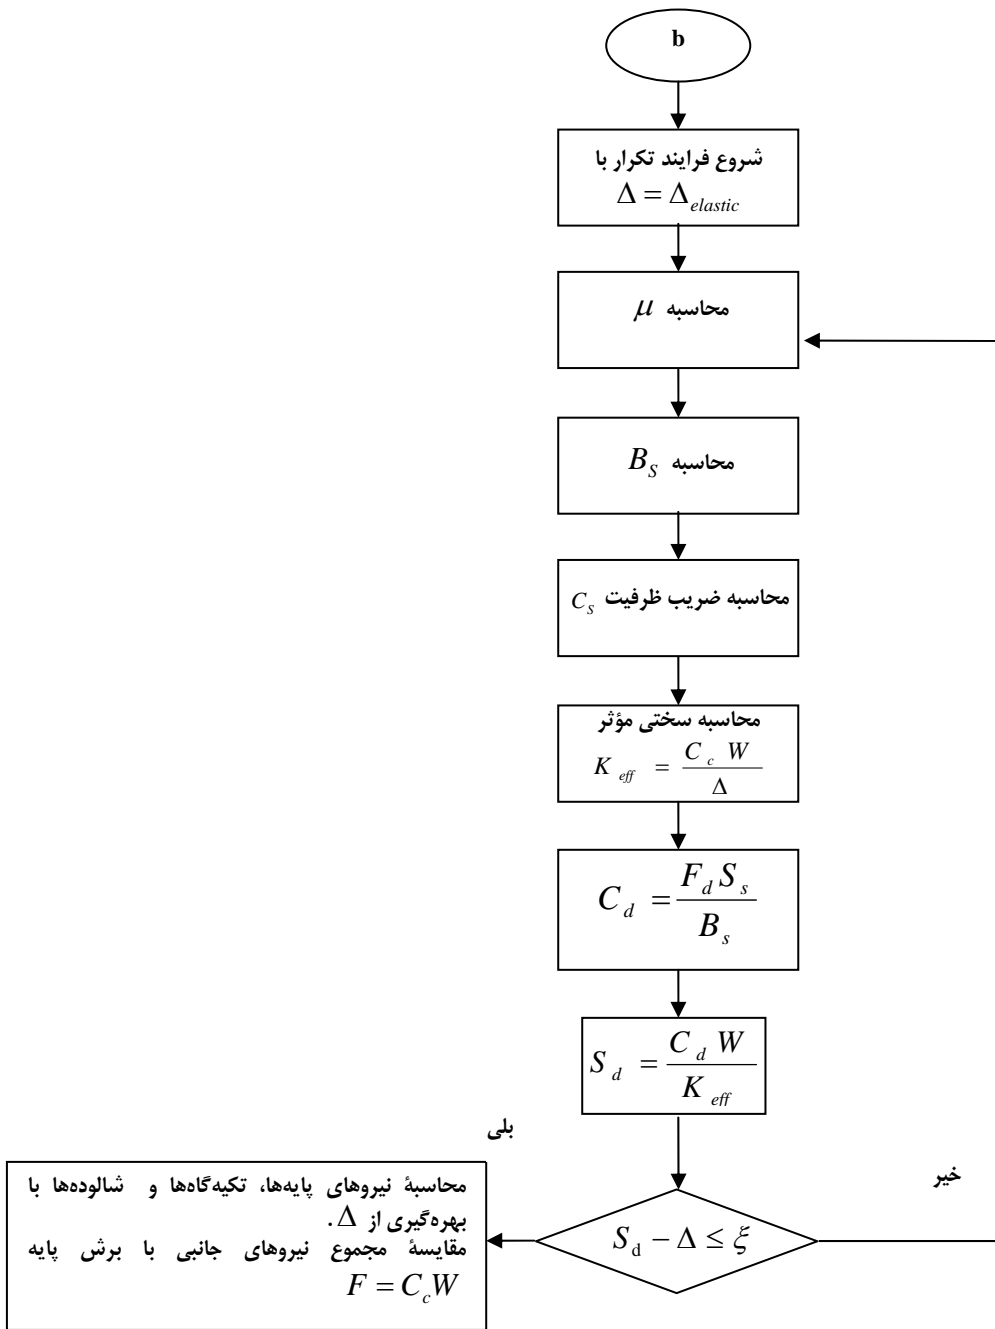 b
شروع فرایند تکرار با
Δ = Δ_elastic
محاسبه μ
محاسبه B_S
محاسبه ضریب ظرفیت C_S
محاسبه سختی مؤثر
K_eff = C_c W / Δ
C_d = F_d S_s / B_s
S_d = C_d W / K_eff
بلی
خیر
S_d − Δ ≤ ξ
محاسبهٔ نیروهای پایه‌ها، تکیه‌گاه‌ها و شالوده‌ها با
بهره‌گیری از Δ.
مقایسهٔ مجموع نیروهای جانبی با برش پایه
F = C_c W